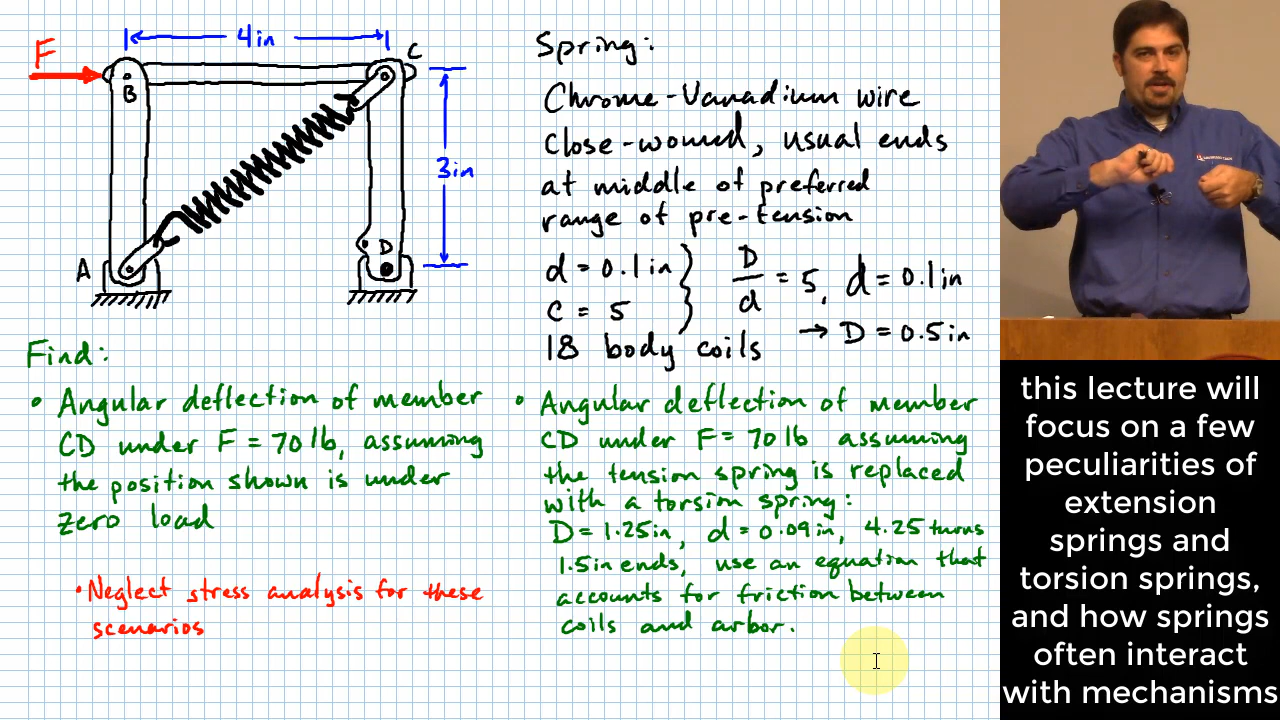 F
4in
C
B
3in
A
D
Spring:
Chrome-Vanadium wire
close-wound, usual ends
at middle of preferred
range of pre-tension
d = 0.1 in
C = 5
D/d = 5, d = 0.1 in
→ D = 0.5 in
18 body coils
Find:
• Angular deflection of member
CD under F = 70 lb, assuming
the position shown is under
zero load
• Neglect stress analysis for these
scenarios
• Angular deflection of member
CD under F = 70 lb assuming
the tension spring is replaced
with a torsion spring:
D = 1.25in, d = 0.09in, 4.25 turns
1.5in ends, use an equation that
accounts for friction between
coils and arbor.
this lecture will
focus on a few
peculiarities of
extension
springs and
torsion springs,
and how springs
often interact
with mechanisms